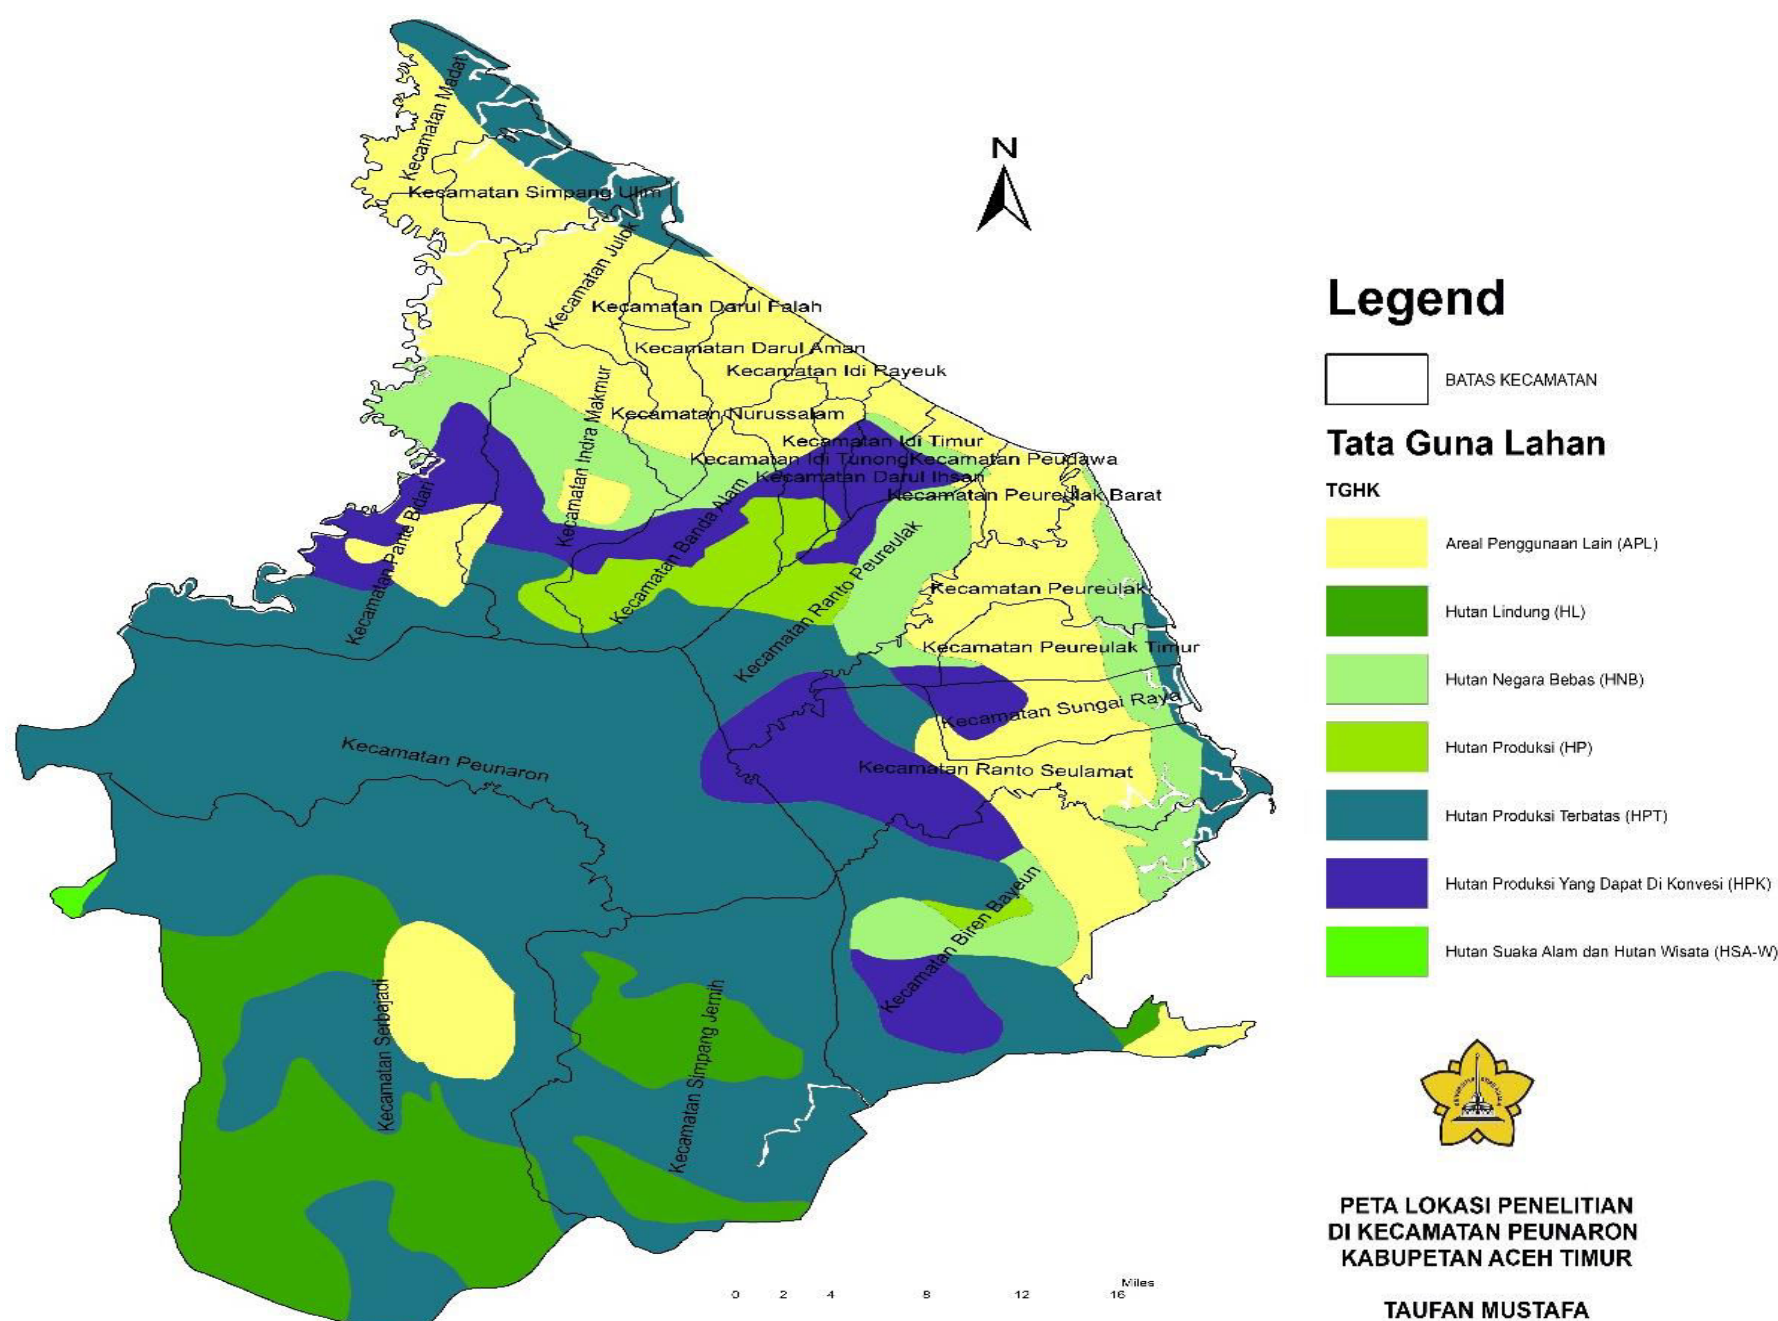 Kecamatan Madat
Kecamatan Simpang Ulim
Kecamatan Julok
Kecamatan Darul Falah
Kecamatan Darul Aman
Kecamatan Idi Rayeuk
Kecamatan Indra Makmur
Kecamatan Nurussalam
Kecamatan Idi Timur
Kecamatan Idi Tunong
Kecamatan Peudawa
Kecamatan Darul Ihsan
Kecamatan Peureulak Barat
Kecamatan Pante Bidari
Kecamatan Banda Alam
Kecamatan Ranto Peureulak
Kecamatan Peureulak
Kecamatan Peureulak Timur
Kecamatan Sungai Raya
Kecamatan Peunaron
Kecamatan Ranto Seulamat
Kecamatan Biren Bayeun
Kecamatan Serbajadi
Kecamatan Simpang Jernih
Miles
0 2 4 8 12 16
N
Legend
BATAS KECAMATAN
Tata Guna Lahan
TGHK
Areal Penggunaan Lain (APL)
Hutan Lindung (HL)
Hutan Negara Bebas (HNB)
Hutan Produksi (HP)
Hutan Produksi Terbatas (HPT)
Hutan Produksi Yang Dapat Di Konvesi (HPK)
Hutan Suaka Alam dan Hutan Wisata (HSA-W)
PETA LOKASI PENELITIAN
DI KECAMATAN PEUNARON
KABUPETAN ACEH TIMUR
TAUFAN MUSTAFA